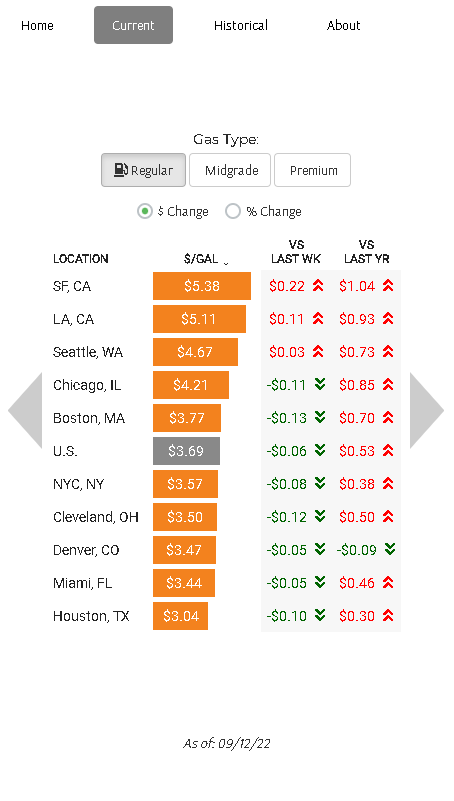 Home Current Historical About
Gas Type:
Regular Midgrade Premium
$ Change % Change
LOCATION $/GAL VS LAST WK VS LAST YR
SF, CA $5.38 $0.22 $1.04
LA, CA $5.11 $0.11 $0.93
Seattle, WA $4.67 $0.03 $0.73
Chicago, IL $4.21 -$0.11 $0.85
Boston, MA $3.77 -$0.13 $0.70
U.S. $3.69 -$0.06 $0.53
NYC, NY $3.57 -$0.08 $0.38
Cleveland, OH $3.50 -$0.12 $0.50
Denver, CO $3.47 -$0.05 -$0.09
Miami, FL $3.44 -$0.05 $0.46
Houston, TX $3.04 -$0.10 $0.30
As of: 09/12/22